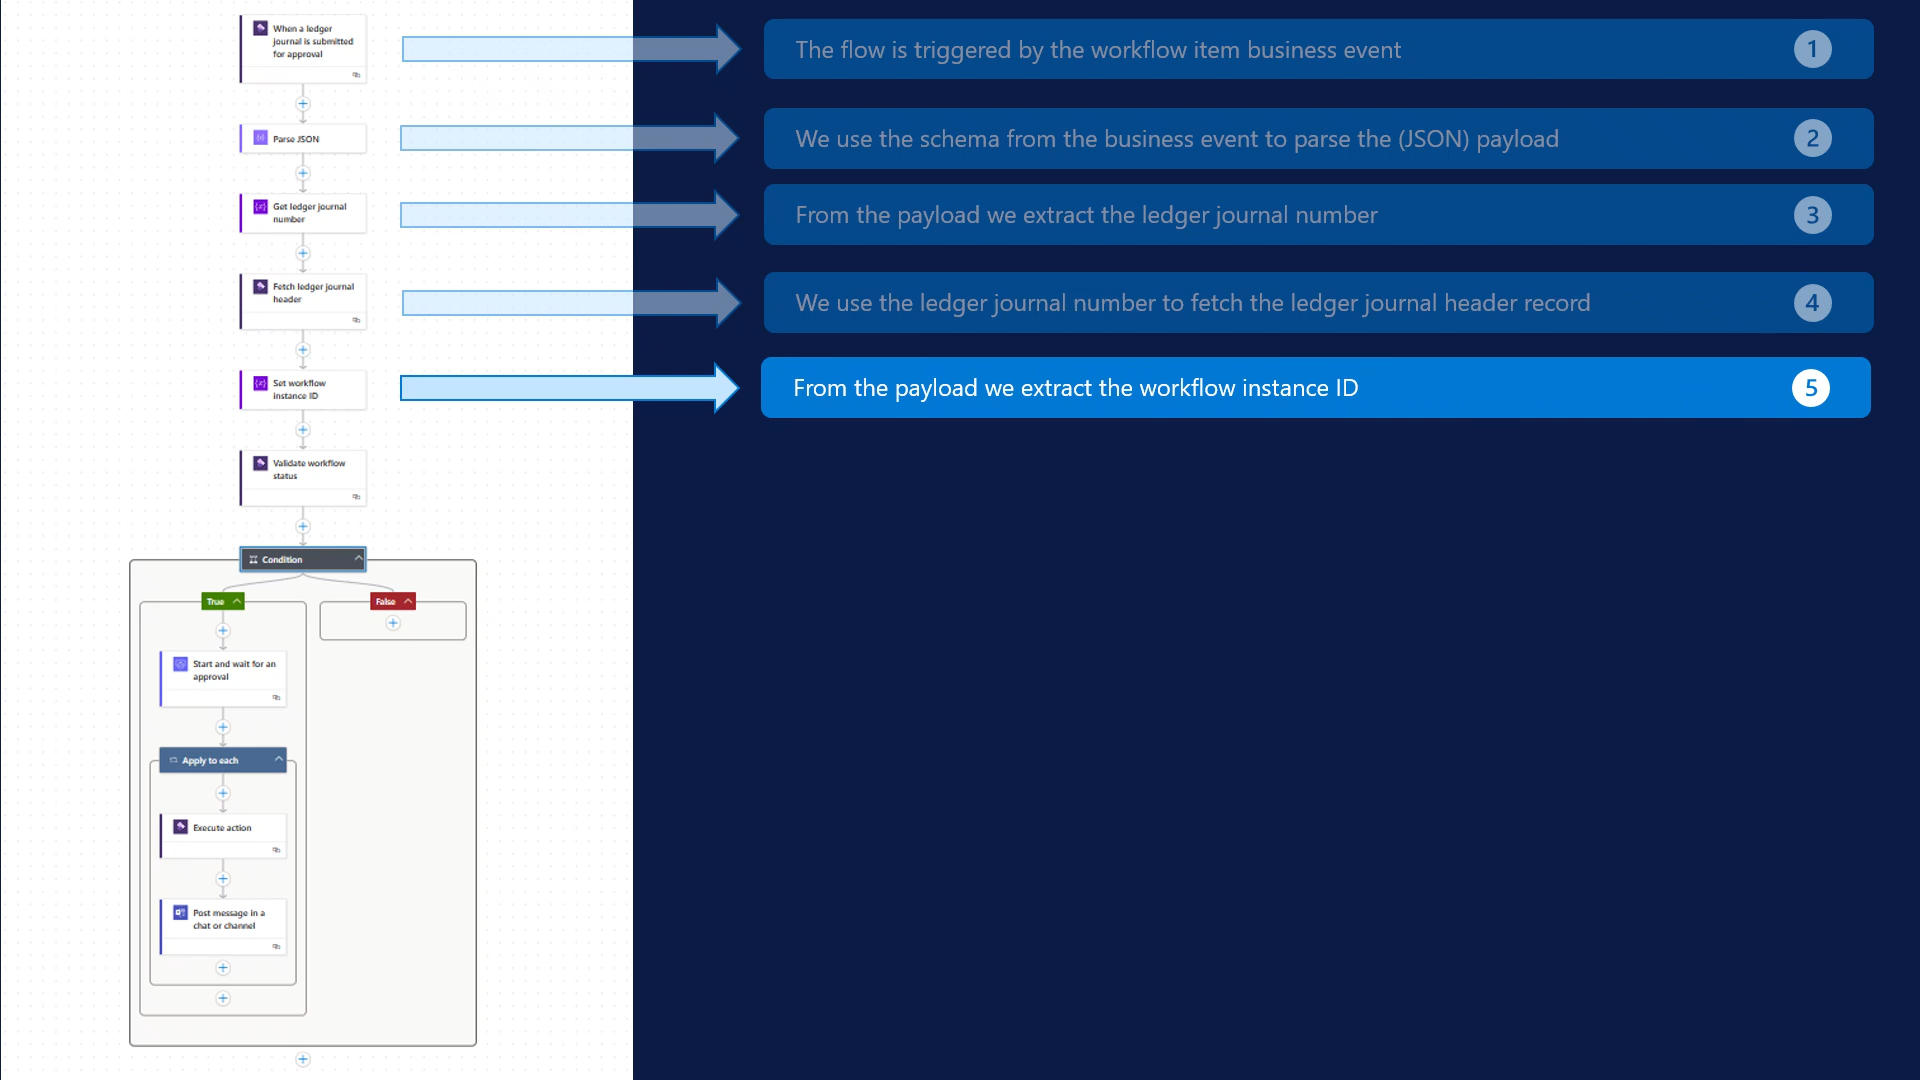 When a ledger
journal is submitted
for approval
The flow is triggered by the workflow item business event
1
Parse JSON
We use the schema from the business event to parse the (JSON) payload
2
Get ledger journal
number
From the payload we extract the ledger journal number
3
Fetch ledger journal
header
We use the ledger journal number to fetch the ledger journal header record
4
Set workflow
instance ID
From the payload we extract the workflow instance ID
5
Validate workflow
status
Condition
True
False
Start and wait for an
approval
Apply to each
Execute action
Post message in a
chat or channel